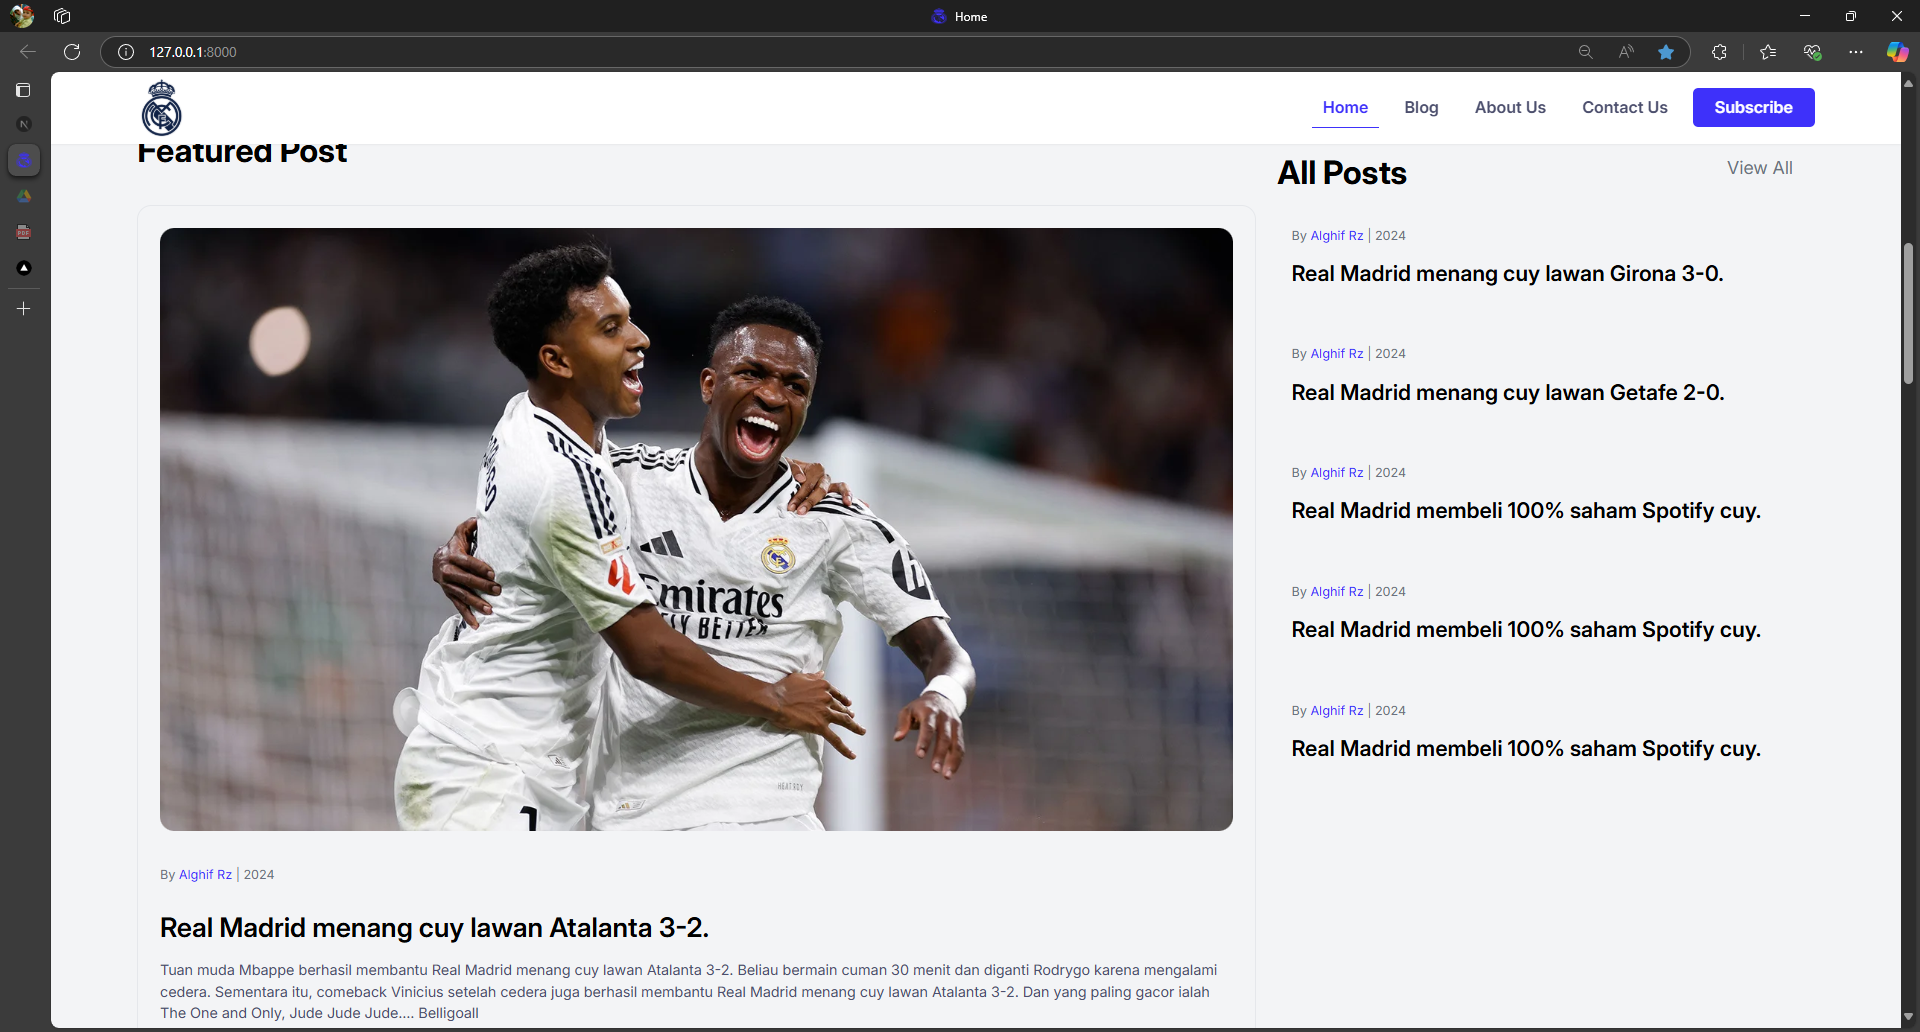 Home
127.0.0.1:8000
Home
Blog
About Us
Contact Us
Subscribe
Featured Post
Emirates
FLY BETTER
HEAT.RDY
By Alghif Rz | 2024
Real Madrid menang cuy lawan Atalanta 3-2.
Tuan muda Mbappe berhasil membantu Real Madrid menang cuy lawan Atalanta 3-2. Beliau bermain cuman 30 menit dan diganti Rodrygo karena mengalami
cedera. Sementara itu, comeback Vinicius setelah cedera juga berhasil membantu Real Madrid menang cuy lawan Atalanta 3-2. Dan yang paling gacor ialah
The One and Only, Jude Jude Jude.... Belligoall
All Posts
View All
By Alghif Rz | 2024
Real Madrid menang cuy lawan Girona 3-0.
By Alghif Rz | 2024
Real Madrid menang cuy lawan Getafe 2-0.
By Alghif Rz | 2024
Real Madrid membeli 100% saham Spotify cuy.
By Alghif Rz | 2024
Real Madrid membeli 100% saham Spotify cuy.
By Alghif Rz | 2024
Real Madrid membeli 100% saham Spotify cuy.